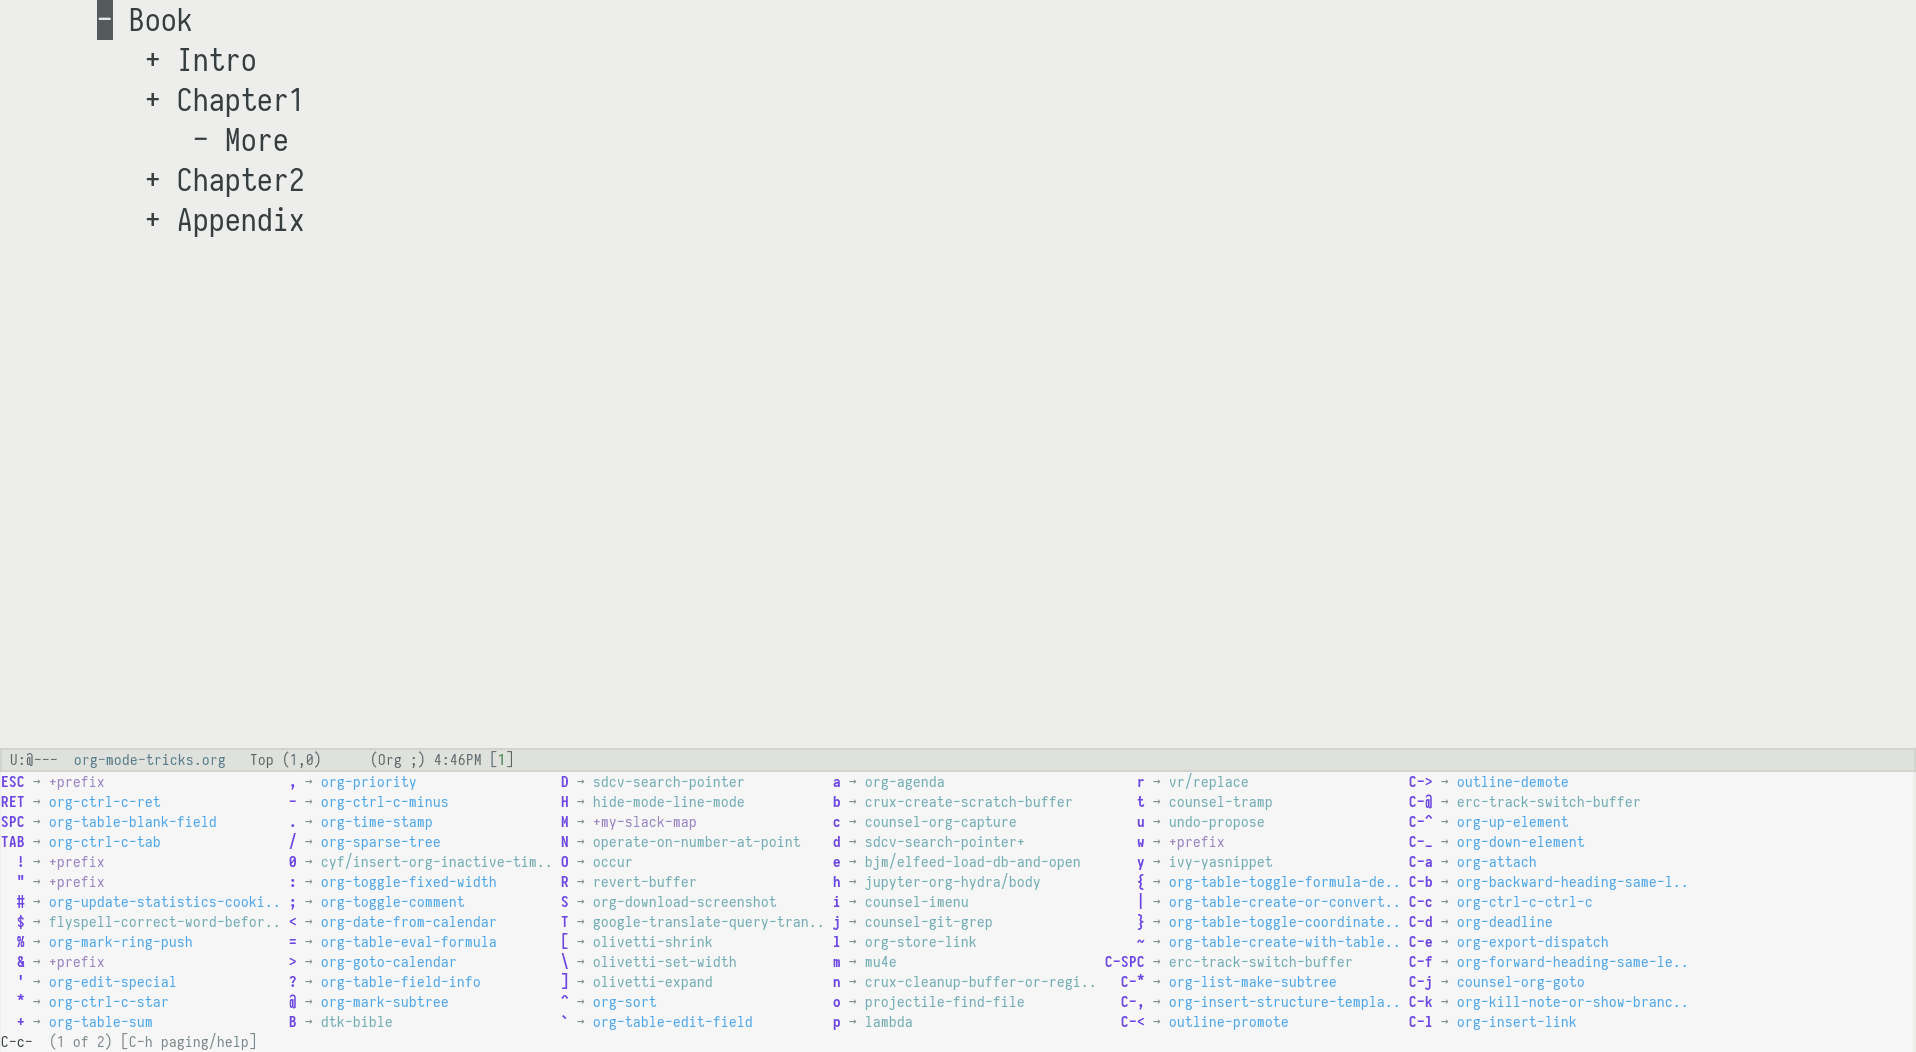 - Book
+ Intro
+ Chapter1
- More
+ Chapter2
+ Appendix
U:@--- org-mode-tricks.org Top (1,0) (Org ;) 4:46PM [1]
ESC → +prefix , → org-priority D → sdcv-search-pointer a → org-agenda r → vr/replace C-> → outline-demote
RET → org-ctrl-c-ret - → org-ctrl-c-minus H → hide-mode-line-mode b → crux-create-scratch-buffer t → counsel-tramp C-@ → erc-track-switch-buffer
SPC → org-table-blank-field . → org-time-stamp M → +my-slack-map c → counsel-org-capture u → undo-propose C-^ → org-up-element
TAB → org-ctrl-c-tab / → org-sparse-tree N → operate-on-number-at-point d → sdcv-search-pointer+ w → +prefix C-_ → org-down-element
! → +prefix 0 → cyf/insert-org-inactive-tim.. O → occur e → bjm/elfeed-load-db-and-open y → ivy-yasnippet C-a → org-attach
" → +prefix : → org-toggle-fixed-width R → revert-buffer h → jupyter-org-hydra/body { → org-table-toggle-formula-de.. C-b → org-backward-heading-same-l..
# → org-update-statistics-cooki.. ; → org-toggle-comment S → org-download-screenshot i → counsel-imenu | → org-table-create-or-convert.. C-c → org-ctrl-c-ctrl-c
$ → flyspell-correct-word-befor.. < → org-date-from-calendar T → google-translate-query-tran.. j → counsel-git-grep } → org-table-toggle-coordinate.. C-d → org-deadline
% → org-mark-ring-push = → org-table-eval-formula [ → olivetti-shrink l → org-store-link ~ → org-table-create-with-table.. C-e → org-export-dispatch
& → +prefix > → org-goto-calendar \ → olivetti-set-width m → mu4e C-SPC → erc-track-switch-buffer C-f → org-forward-heading-same-le..
' → org-edit-special ? → org-table-field-info ] → olivetti-expand n → crux-cleanup-buffer-or-regi.. C-* → org-list-make-subtree C-j → counsel-org-goto
* → org-ctrl-c-star @ → org-mark-subtree ^ → org-sort o → projectile-find-file C-, → org-insert-structure-templa.. C-k → org-kill-note-or-show-branc..
+ → org-table-sum B → dtk-bible ` → org-table-edit-field p → lambda C-< → outline-promote C-l → org-insert-link
C-c- (1 of 2) [C-h paging/help]